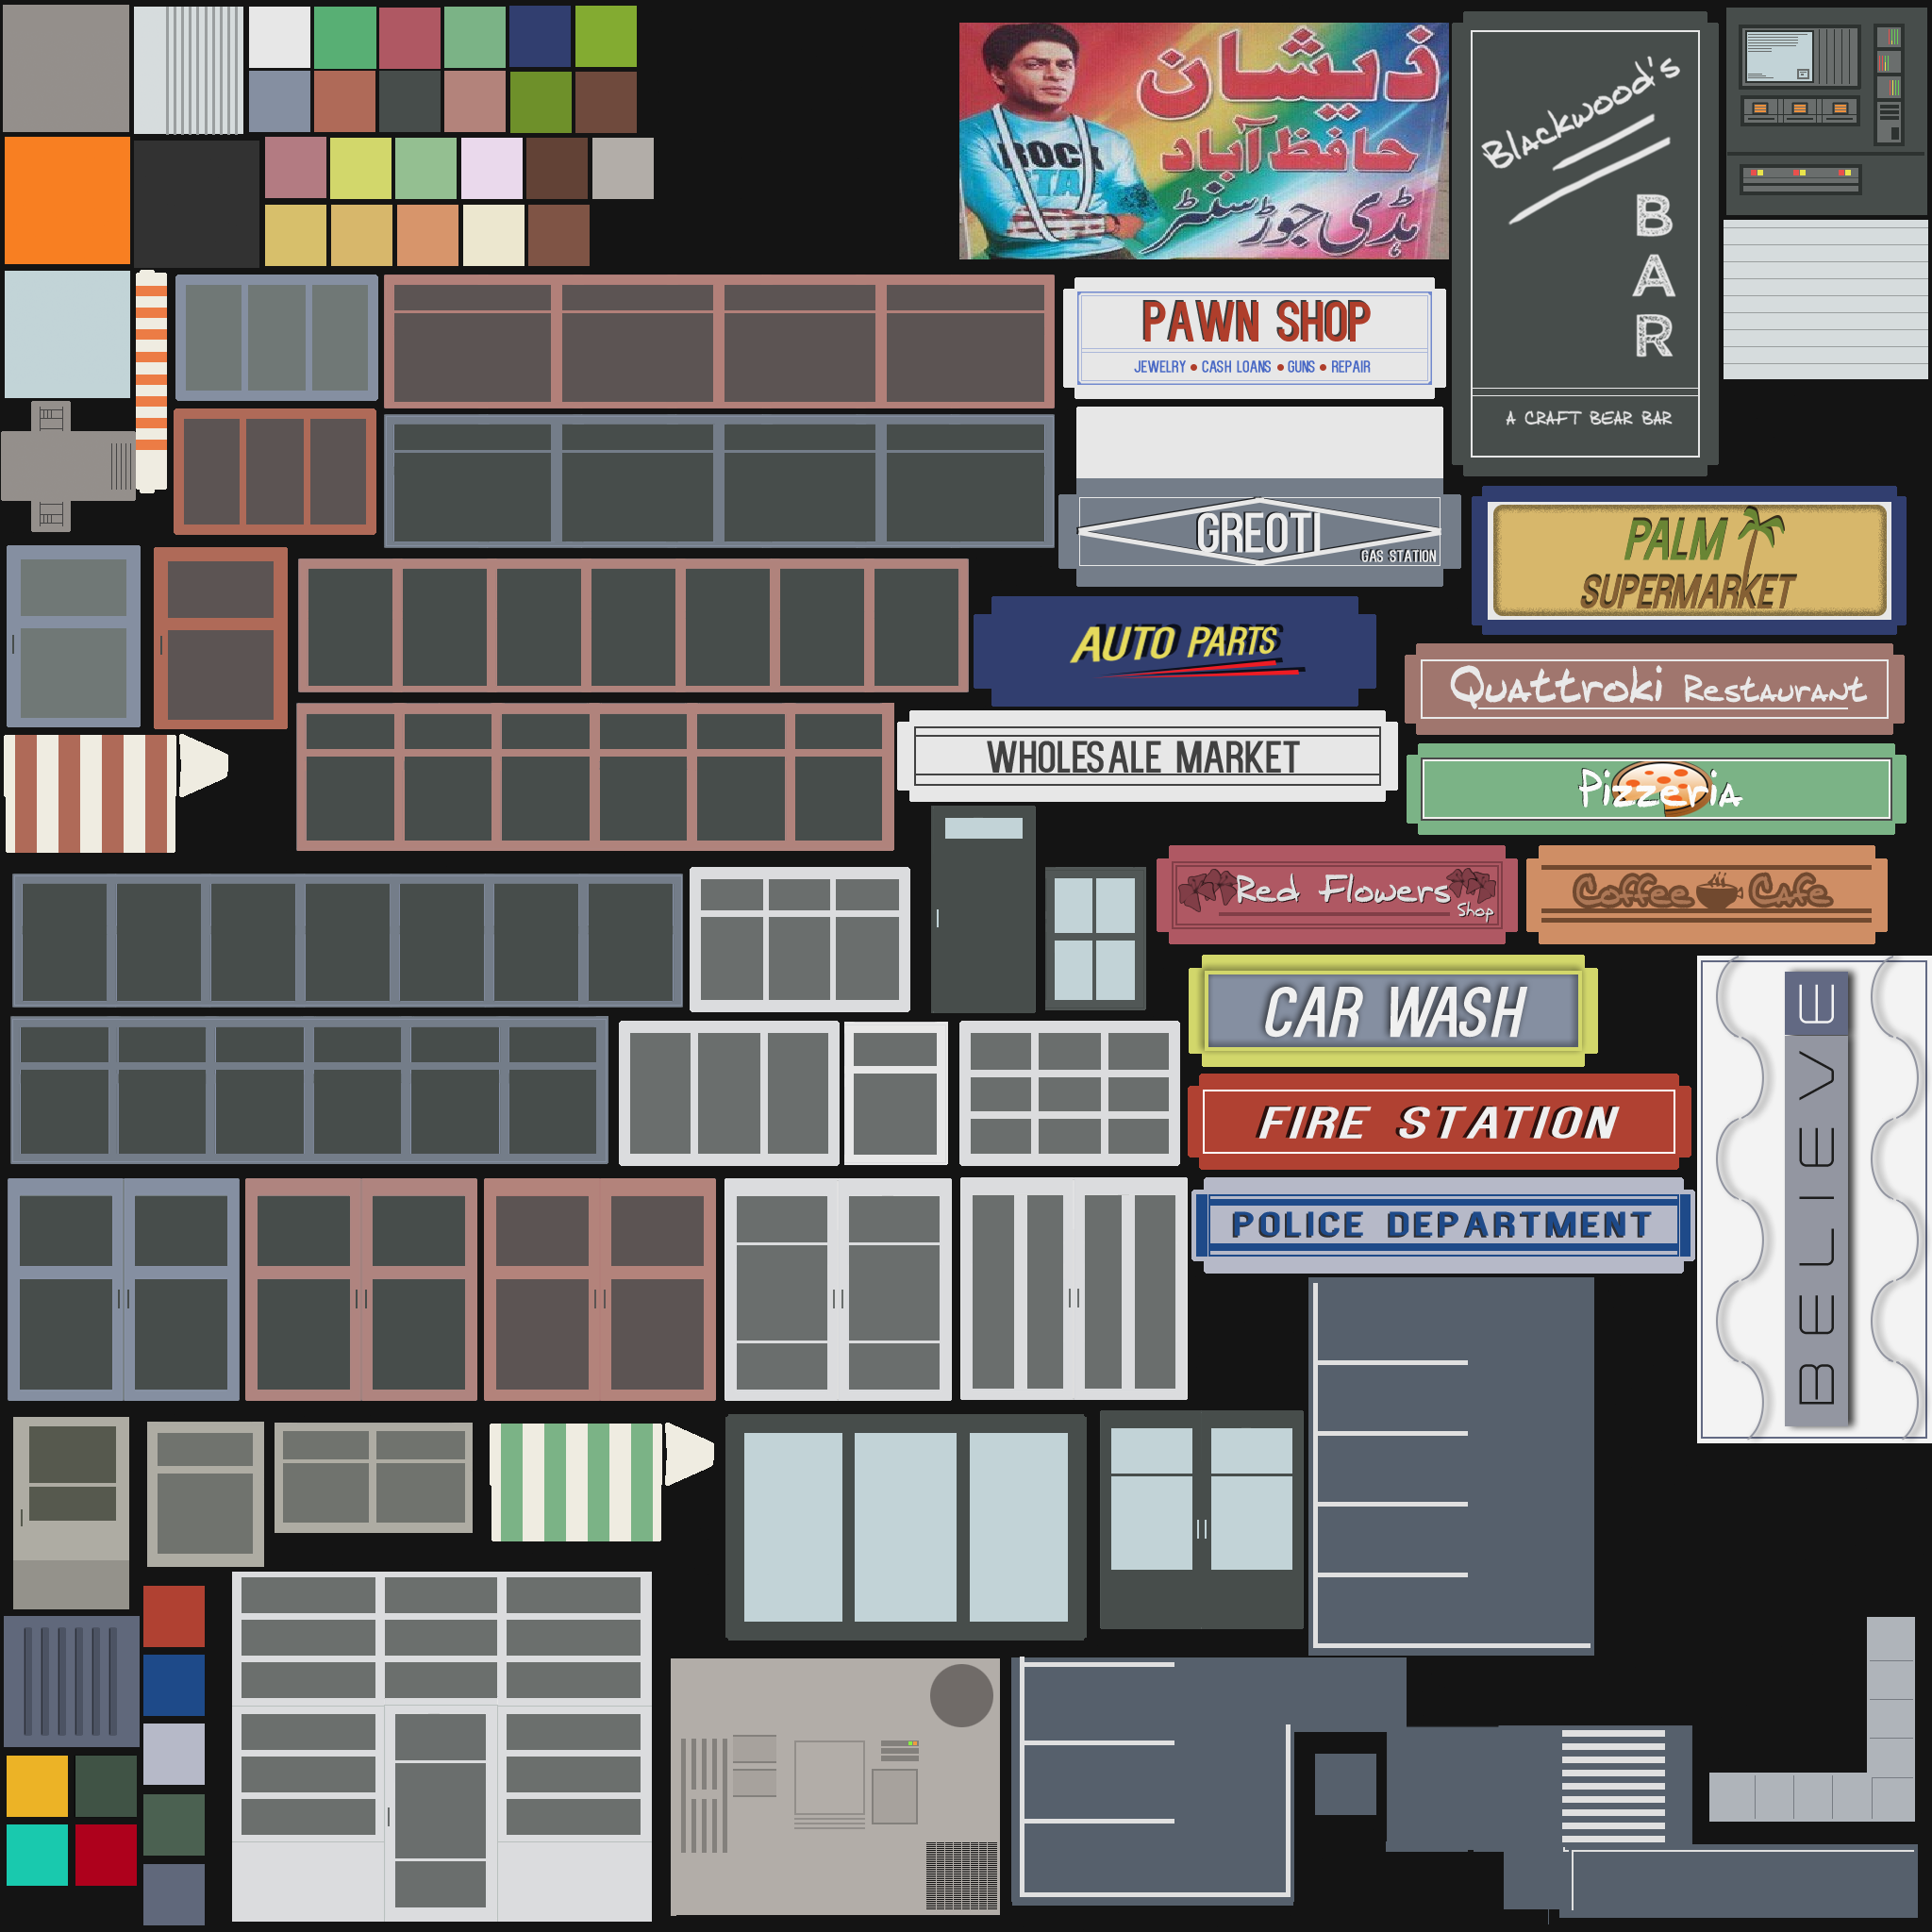 ذیشان
حافظ آباد
ہڈی جوڑ سنٹر
ROCK
STA
Blackwood's
BAR
A CRAFT BEAR BAR
PAWN SHOP
JEWELRY • CASH LOANS • GUNS • REPAIR
GREOTI
GAS STATION
PALM
SUPERMARKET
AUTO PARTS
Quattroki Restaurant
WHOLESALE MARKET
Pizzeria
Red Flowers
Shop
Coffee Cafe
CAR WASH
BELIEVE
FIRE STATION
POLICE DEPARTMENT